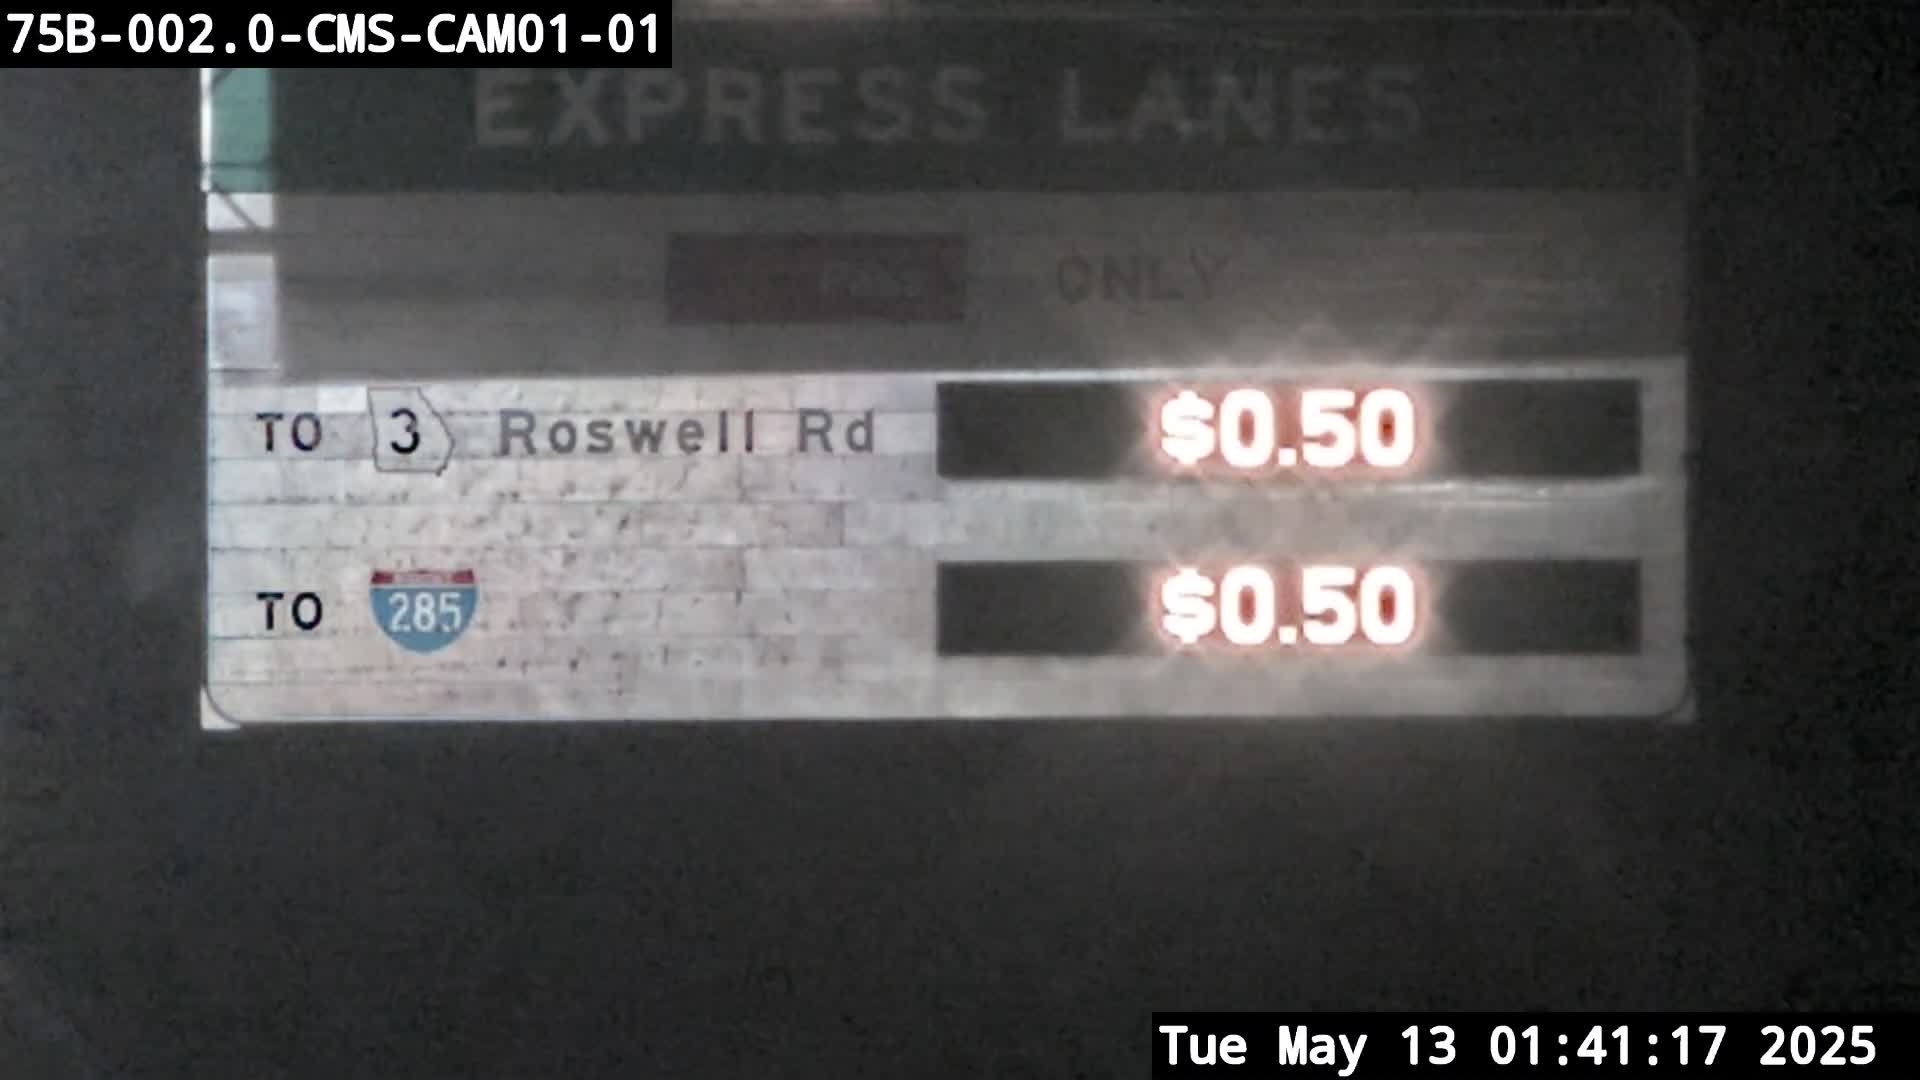 75B-002.0-CMS-CAM01-01
EXPRESS LANES
ONLY
TO 3 Roswell Rd $0.50
TO 285 $0.50
Tue May 13 01:41:17 2025